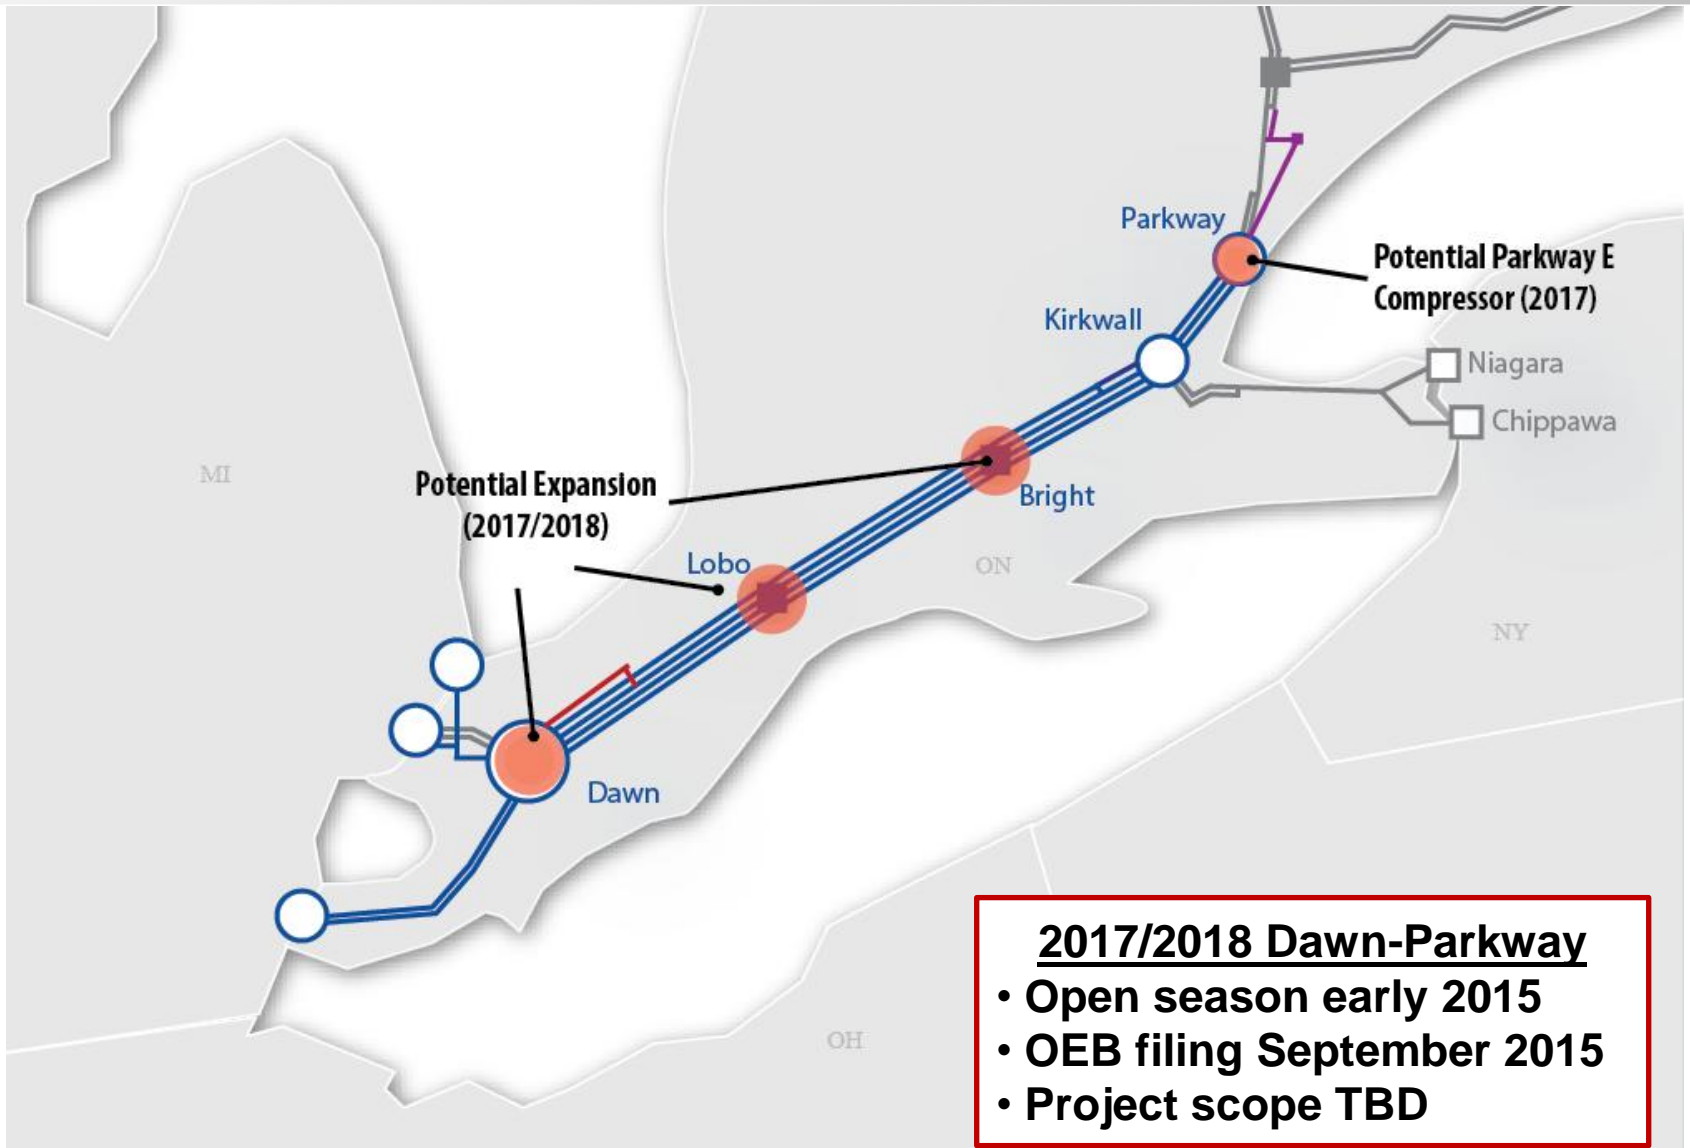 Parkway
Potential Parkway E
Compressor (2017)
Kirkwall
Niagara
Chippawa
MI
Potential Expansion
(2017/2018)
Bright
Lobo
ON
NY
Dawn
2017/2018 Dawn-Parkway
• Open season early 2015
• OEB filing September 2015
• Project scope TBD
OH